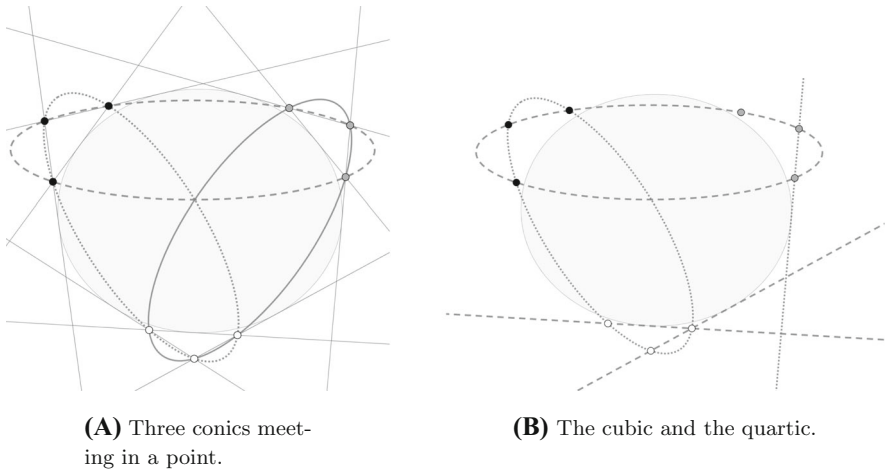 (A) Three conics meet-
ing in a point.
(B) The cubic and the quartic.